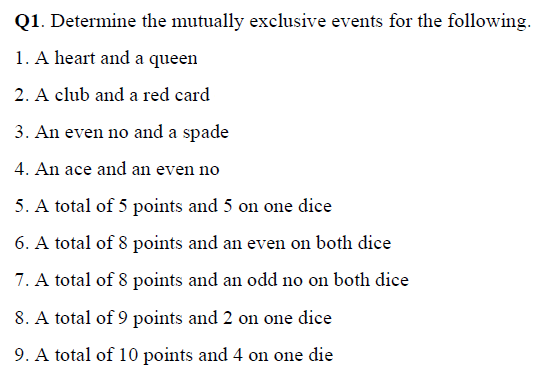 Q1. Determine the mutually exclusive events for the following.
1. A heart and a queen
2. A club and a red card
3. An even no and a spade
4. An ace and an even no
5. A total of 5 points and 5 on one dice
6. A total of 8 points and an even on both dice
7. A total of 8 points and an odd no on both dice
8. A total of 9 points and 2 on one dice
9. A total of 10 points and 4 on one die